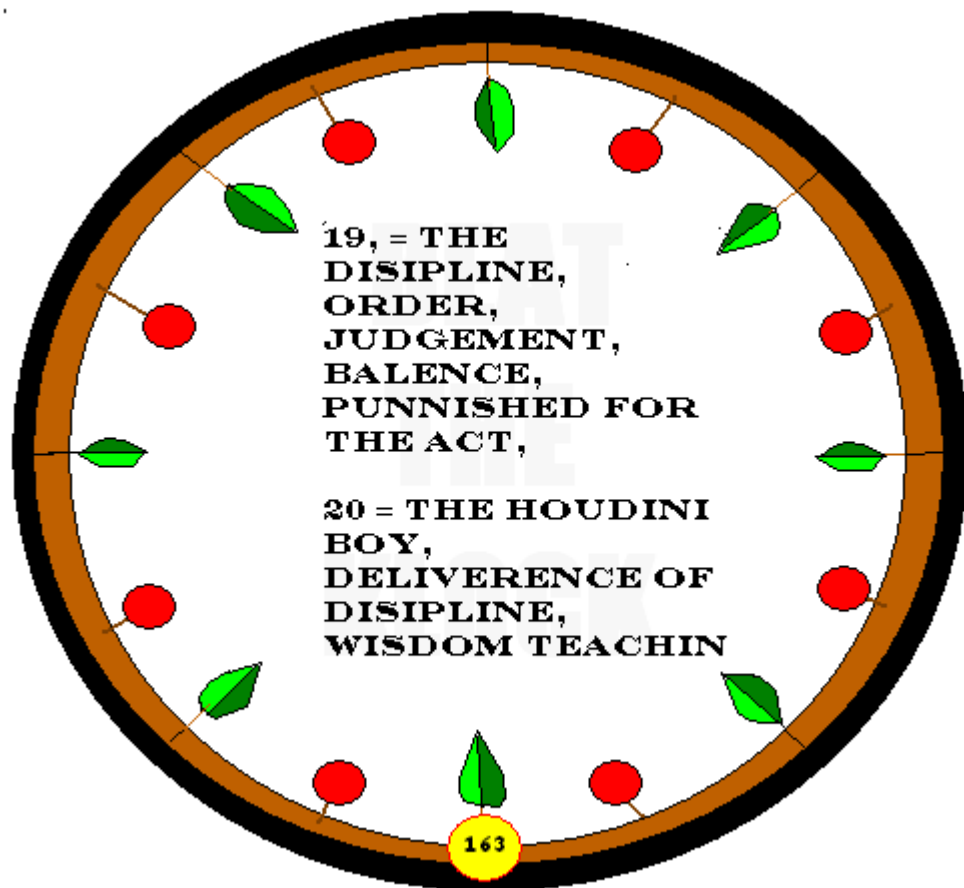 19, = THE
DISIPLINE,
ORDER,
JUDGEMENT,
BALENCE,
PUNNISHED FOR
THE ACT,
20 = THE HOUDINI
BOY,
DELIVERENCE OF
DISIPLINE,
WISDOM TEACHIN
163